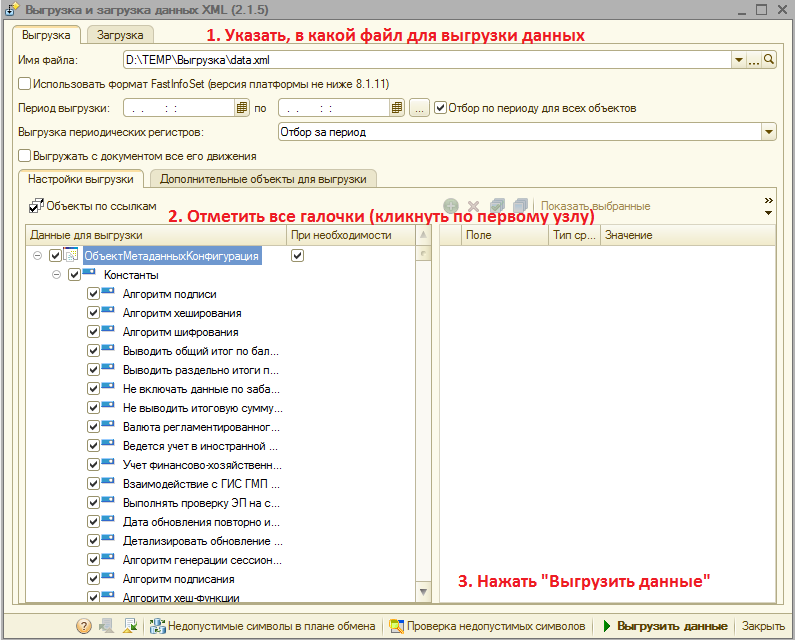 Выгрузка и загрузка данных XML (2.1.5)
Выгрузка Загрузка 1. Указать, в какой файл для выгрузки данных
Имя файла: D:\TEMP\Выгрузка\data.xml ...
Использовать формат FastInfoSet (версия платформы не ниже 8.1.11)
Период выгрузки: . . : : по . . : : ... Отбор по периоду для всех объектов
Выгрузка периодических регистров: Отбор за период
Выгружать с документом все его движения
Настройки выгрузки Дополнительные объекты для выгрузки
Объекты по ссылкам Показать выбранные »
2. Отметить все галочки (кликнуть по первому узлу)
Данные для выгрузки При необходимости Поле Тип ср... Значение
ОбъектМетаданныхКонфигурация
Константы
Алгоритм подписи
Алгоритм хеширования
Алгоритм шифрования
Выводить общий итог по бал...
Выводить раздельно итоги п...
Не включать данные по заба...
Не выводить итоговую сумму...
Валюта регламентированног...
Ведется учет в иностранной ...
Учет финансово-хозяйственн...
Взаимодействие с ГИС ГМП ...
Выполнять проверку ЭП на с...
Дата обновления повторно и...
Детализировать обновление ...
Алгоритм генерации сессион...
Алгоритм подписания
Алгоритм хеш-функции
3. Нажать "Выгрузить данные"
? Недопустимые символы в плане обмена Проверка недопустимых символов Выгрузить данные Закрыть